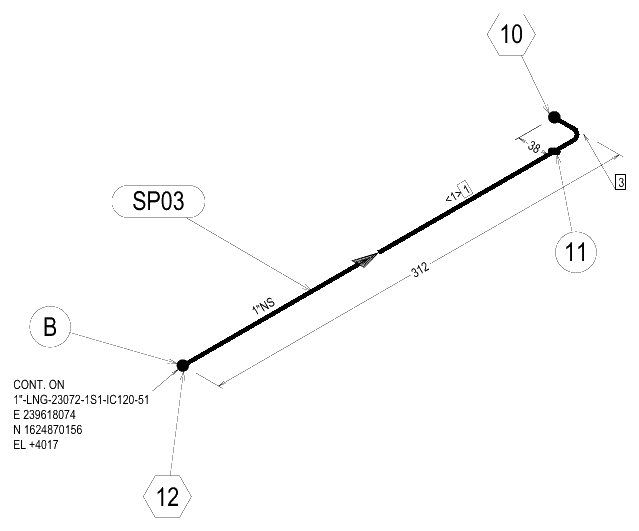 10
38
3
<1> 1
SP03
11
312
1"NS
B
CONT. ON
1"-LNG-23072-1S1-IC120-51
E 239618074
N 1624870156
EL +4017
12